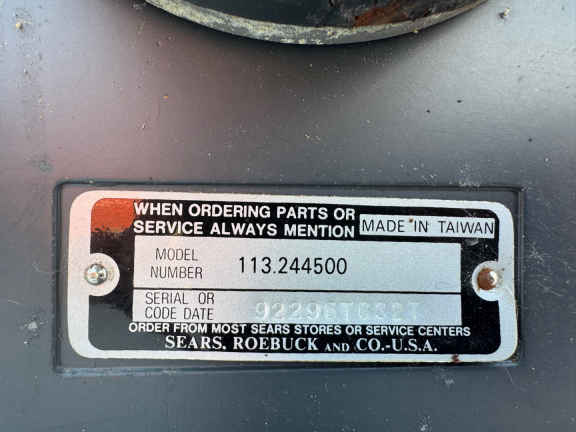 WHEN ORDERING PARTS OR
SERVICE ALWAYS MENTION
MADE IN TAIWAN
MODEL
NUMBER
113.244500
SERIAL OR
CODE DATE
ORDER FROM MOST SEARS STORES OR SERVICE CENTERS
SEARS, ROEBUCK AND CO.-U.S.A.